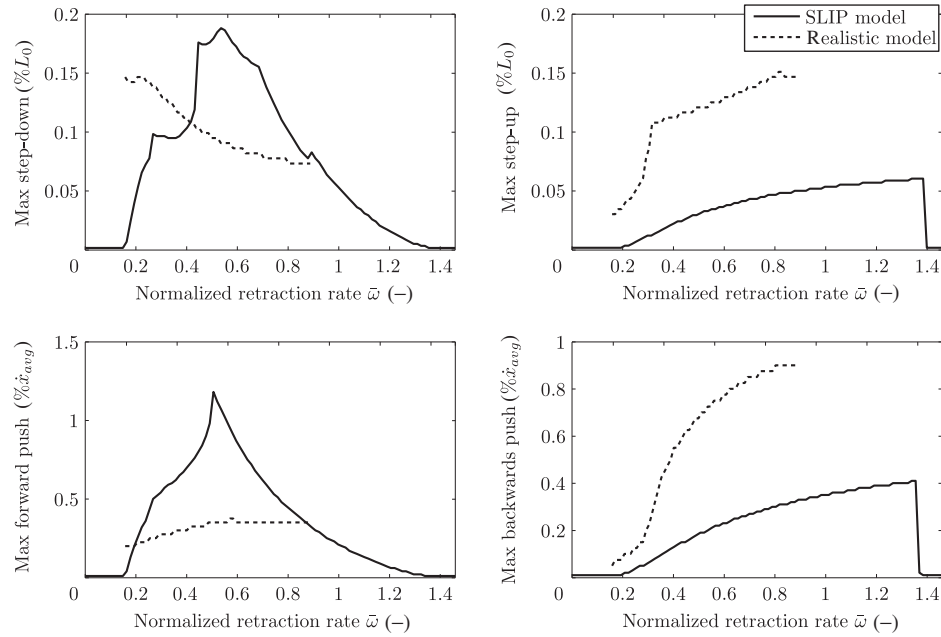 SLIP model
Realistic model
Max step-down (%L₀)
0.2
0.15
0.1
0.05
0 0.2 0.4 0.6 0.8 1 1.2 1.4
Normalized retraction rate ω̄ (–)
Max step-up (%L₀)
0.2
0.15
0.1
0.05
0 0.2 0.4 0.6 0.8 1 1.2 1.4
Normalized retraction rate ω̄ (–)
Max forward push (%ẋ_avg)
1.5
1
0.5
0 0.2 0.4 0.6 0.8 1 1.2 1.4
Normalized retraction rate ω̄ (–)
Max backwards push (%ẋ_avg)
1
0.8
0.6
0.4
0.2
0 0.2 0.4 0.6 0.8 1 1.2 1.4
Normalized retraction rate ω̄ (–)